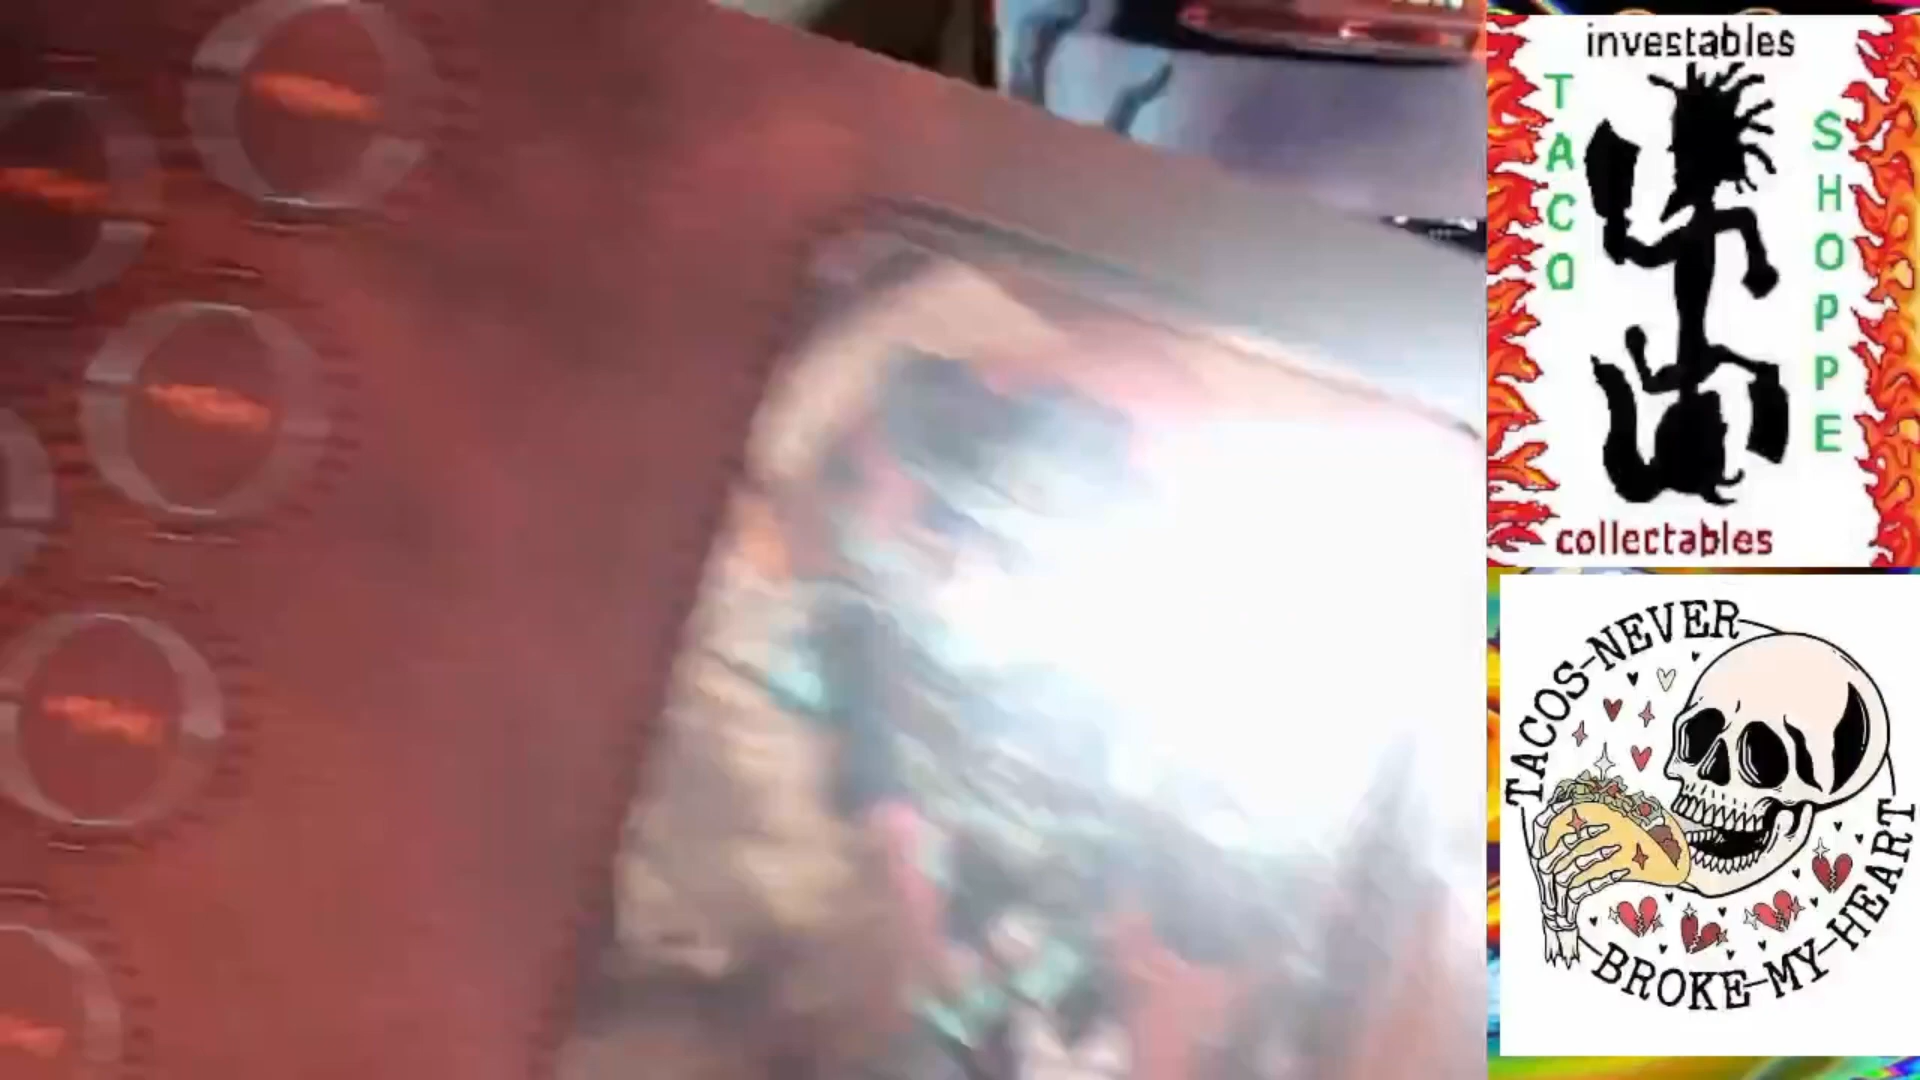 investables
TACO
SHOPPE
collectables
TACOS-NEVER
BROKE-MY-HEART